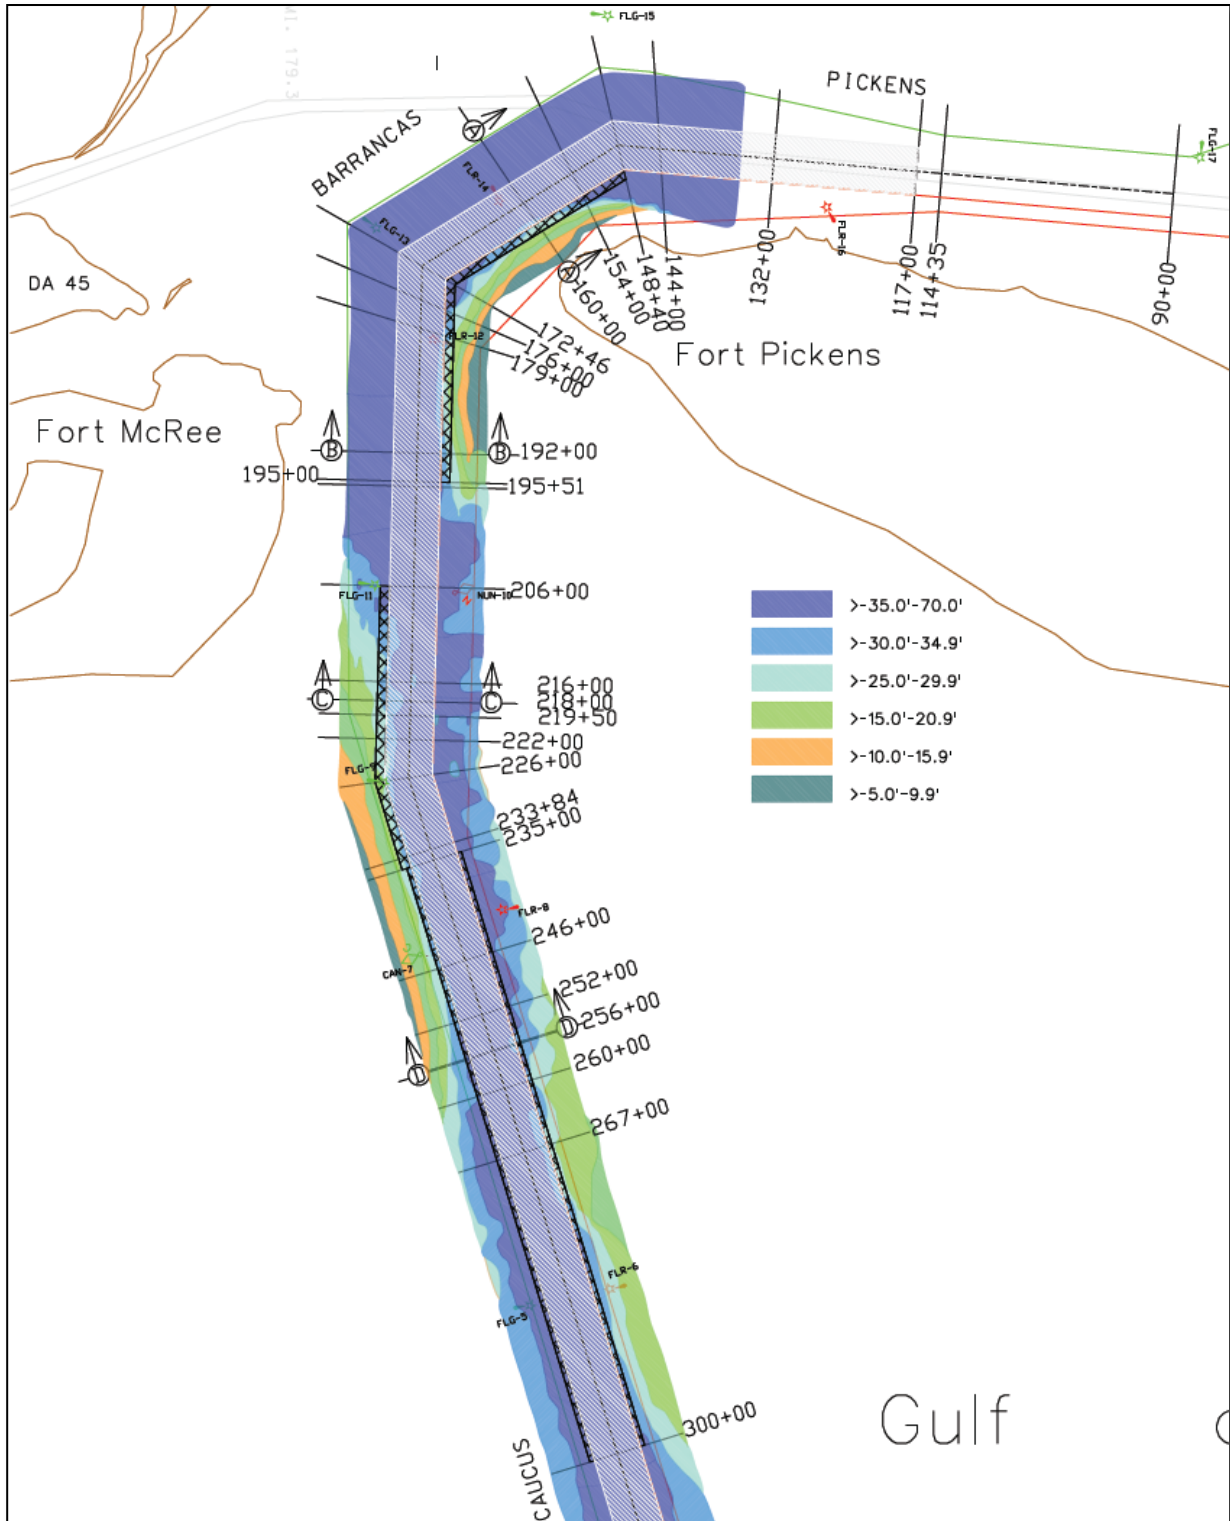 FLG-15
MI. 179.3
PICKENS
BARRANCAS
A
FLG-17
FLR-14
FLG-13
FLR-16
DA 45
A
154+00
148+40
144+00
132+00
117+00
114+35
90+00
160+00
172+46
176+00
179+00
FLR-12
Fort Pickens
Fort McRee
B
B
192+00
195+00
195+51
FLG-11
NUN-10
N
206+00
>-35.0'-70.0'
>-30.0'-34.9'
>-25.0'-29.9'
>-15.0'-20.9'
>-10.0'-15.9'
>-5.0'-9.9'
C
C
216+00
218+00
219+50
222+00
226+00
FLG-9
233+84
235+00
FLR-8
246+00
C
CAN-7
252+00
D
256+00
D
260+00
267+00
FLR-6
FLG-5
300+00
Gulf
CAUCUS